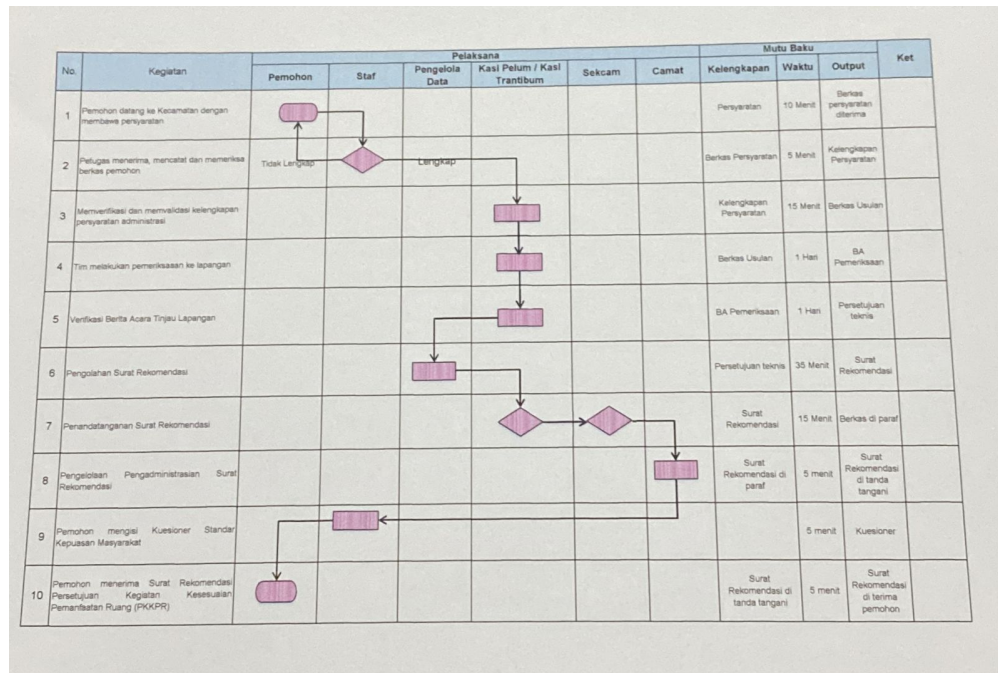 No.
Kegiatan
Pelaksana
Mutu Baku
Ket
Pemohon
Staf
Pengelola
Data
Kasi Pelum / Kasi
Trantibum
Sekcam
Camat
Kelengkapan
Waktu
Output
1
Pemohon datang ke Kecamatan dengan
membawa persyaratan
Persyaratan
10 Menit
Berkas
persyaratan
diterima
2
Petugas menerima, mencatat dan memeriksa
berkas pemohon
Tidak Lengkap
Lengkap
Berkas Persyaratan
5 Menit
Kelengkapan
Persyaratan
3
Memverifikasi dan memvalidasi kelengkapan
persyaratan administrasi
Kelengkapan
Persyaratan
15 Menit
Berkas Usulan
4
Tim melakukan pemeriksaaan ke lapangan
Berkas Usulan
1 Hari
BA
Pemeriksaan
5
Verifikasi Berita Acara Tinjau Lapangan
BA Pemeriksaan
1 Hari
Persetujuan
teknis
6
Pengolahan Surat Rekomendasi
Persetujuan teknis
35 Menit
Surat
Rekomendasi
7
Penandatanganan Surat Rekomendasi
Surat
Rekomendasi
15 Menit
Berkas di paraf
8
Pengelolaan Pengadministrasian Surat
Rekomendasi
Surat
Rekomendasi di
paraf
5 menit
Surat
Rekomendasi
di tanda
tangani
9
Pemohon mengisi Kuesioner Standar
Kepuasan Masyarakat
5 menit
Kuesioner
10
Pemohon menerima Surat Rekomendasi
Persetujuan Kegiatan Kesesuaian
Pemanfaatan Ruang (PKKPR)
Surat
Rekomendasi di
tanda tangani
5 menit
Surat
Rekomendasi
di terima
pemohon